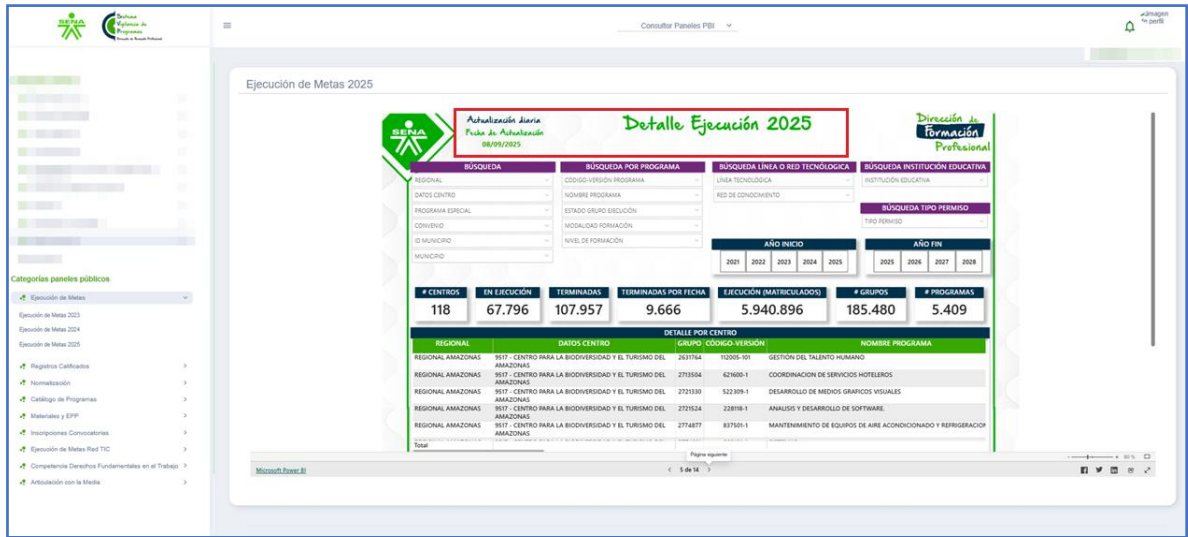 SENA
Sistema
Vigilancia de
Programas
Dirección de Formación Profesional
Consultor Paneles PBI
Imagen
perfil
Ejecución de Metas 2025
SENA
Actualización diaria
Fecha de Actualización
08/09/2025
Detalle Ejecución 2025
Dirección de
Formación
Profesional
BÚSQUEDA
REGIONAL
DATOS CENTRO
PROGRAMA ESPECIAL
CONVENIO
ID MUNICIPIO
MUNICIPIO
BÚSQUEDA POR PROGRAMA
CÓDIGO-VERSIÓN PROGRAMA
NOMBRE PROGRAMA
ESTADO GRUPO EJECUCIÓN
MODALIDAD FORMACIÓN
NIVEL DE FORMACIÓN
BÚSQUEDA LÍNEA O RED TECNÓLOGICA
LÍNEA TECNOLÓGICA
RED DE CONOCIMIENTO
BÚSQUEDA INSTITUCIÓN EDUCATIVA
INSTITUCIÓN EDUCATIVA
BÚSQUEDA TIPO PERMISO
TIPO PERMISO
AÑO INICIO
2021 2022 2023 2024 2025
AÑO FIN
2025 2026 2027 2028
# CENTROS EN EJECUCIÓN TERMINADAS TERMINADAS POR FECHA EJECUCIÓN (MATRICULADOS) # GRUPOS # PROGRAMAS
118 67.796 107.957 9.666 5.940.896 185.480 5.409
DETALLE POR CENTRO
REGIONAL DATOS CENTRO GRUPO CÓDIGO-VERSIÓN NOMBRE PROGRAMA
REGIONAL AMAZONAS 9517 - CENTRO PARA LA BIODIVERSIDAD Y EL TURISMO DEL 2631764 112005-101 GESTIÓN DEL TALENTO HUMANO
AMAZONAS
REGIONAL AMAZONAS 9517 - CENTRO PARA LA BIODIVERSIDAD Y EL TURISMO DEL 2713504 621600-1 COORDINACION DE SERVICIOS HOTELEROS
AMAZONAS
REGIONAL AMAZONAS 9517 - CENTRO PARA LA BIODIVERSIDAD Y EL TURISMO DEL 2721330 522309-1 DESARROLLO DE MEDIOS GRAFICOS VISUALES
AMAZONAS
REGIONAL AMAZONAS 9517 - CENTRO PARA LA BIODIVERSIDAD Y EL TURISMO DEL 2721524 228118-1 ANALISIS Y DESARROLLO DE SOFTWARE.
AMAZONAS
REGIONAL AMAZONAS 9517 - CENTRO PARA LA BIODIVERSIDAD Y EL TURISMO DEL 2774877 837501-1 MANTENIMIENTO DE EQUIPOS DE AIRE ACONDICIONADO Y REFRIGERACION
AMAZONAS
Total
Página siguiente
Microsoft Power BI
5 de 14
Categorías paneles públicos
Ejecución de Metas
Ejecución de Metas 2023
Ejecución de Metas 2024
Ejecución de Metas 2025
Registros Calificados
Normalización
Catálogo de Programas
Materiales y EPP
Inscripciones Convocatorias
Ejecución de Metas Red TIC
Competencia Derechos Fundamentales en el Trabajo
Articulación con la Media